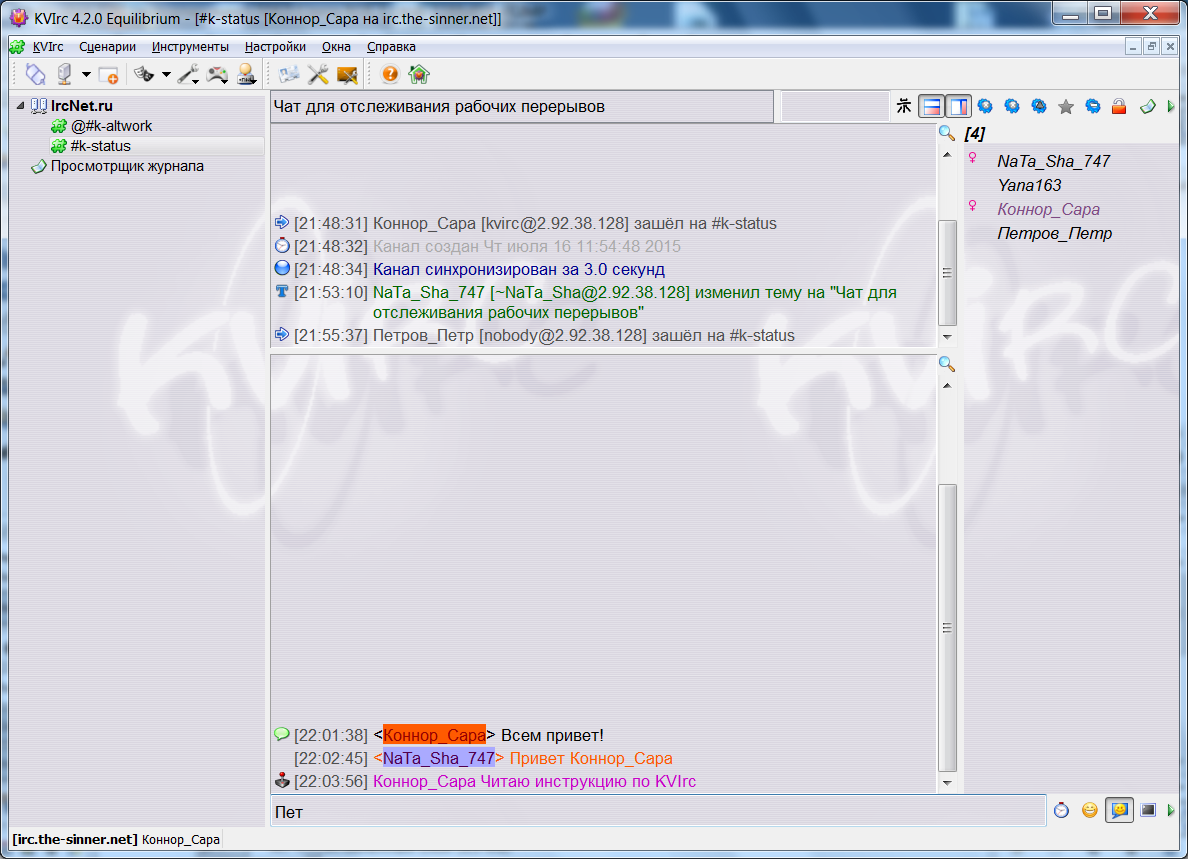 KVIrc 4.2.0 Equilibrium - [#k-status [Коннор_Сара на irc.the-sinner.net]]
KVIrc Сценарии Инструменты Настройки Окна Справка
IrcNet.ru
@#k-altwork
#k-status
Просмотрщик журнала
Чат для отслеживания рабочих перерывов
[21:48:31] Коннор_Сара [kvirc@2.92.38.128] зашёл на #k-status
[21:48:32] Канал создан Чт июля 16 11:54:48 2015
[21:48:34] Канал синхронизирован за 3.0 секунд
[21:53:10] NaTa_Sha_747 [~NaTa_Sha@2.92.38.128] изменил тему на "Чат для
отслеживания рабочих перерывов"
[21:55:37] Петров_Петр [nobody@2.92.38.128] зашёл на #k-status
[22:01:38] <Коннор_Сара> Всем привет!
[22:02:45] <NaTa_Sha_747> Привет Коннор_Сара
[22:03:56] Коннор_Сара Читаю инструкцию по KVIrc
Пет
[4]
NaTa_Sha_747
Yana163
Коннор_Сара
Петров_Петр
[irc.the-sinner.net] Коннор_Сара
KVIRC
KVIRC